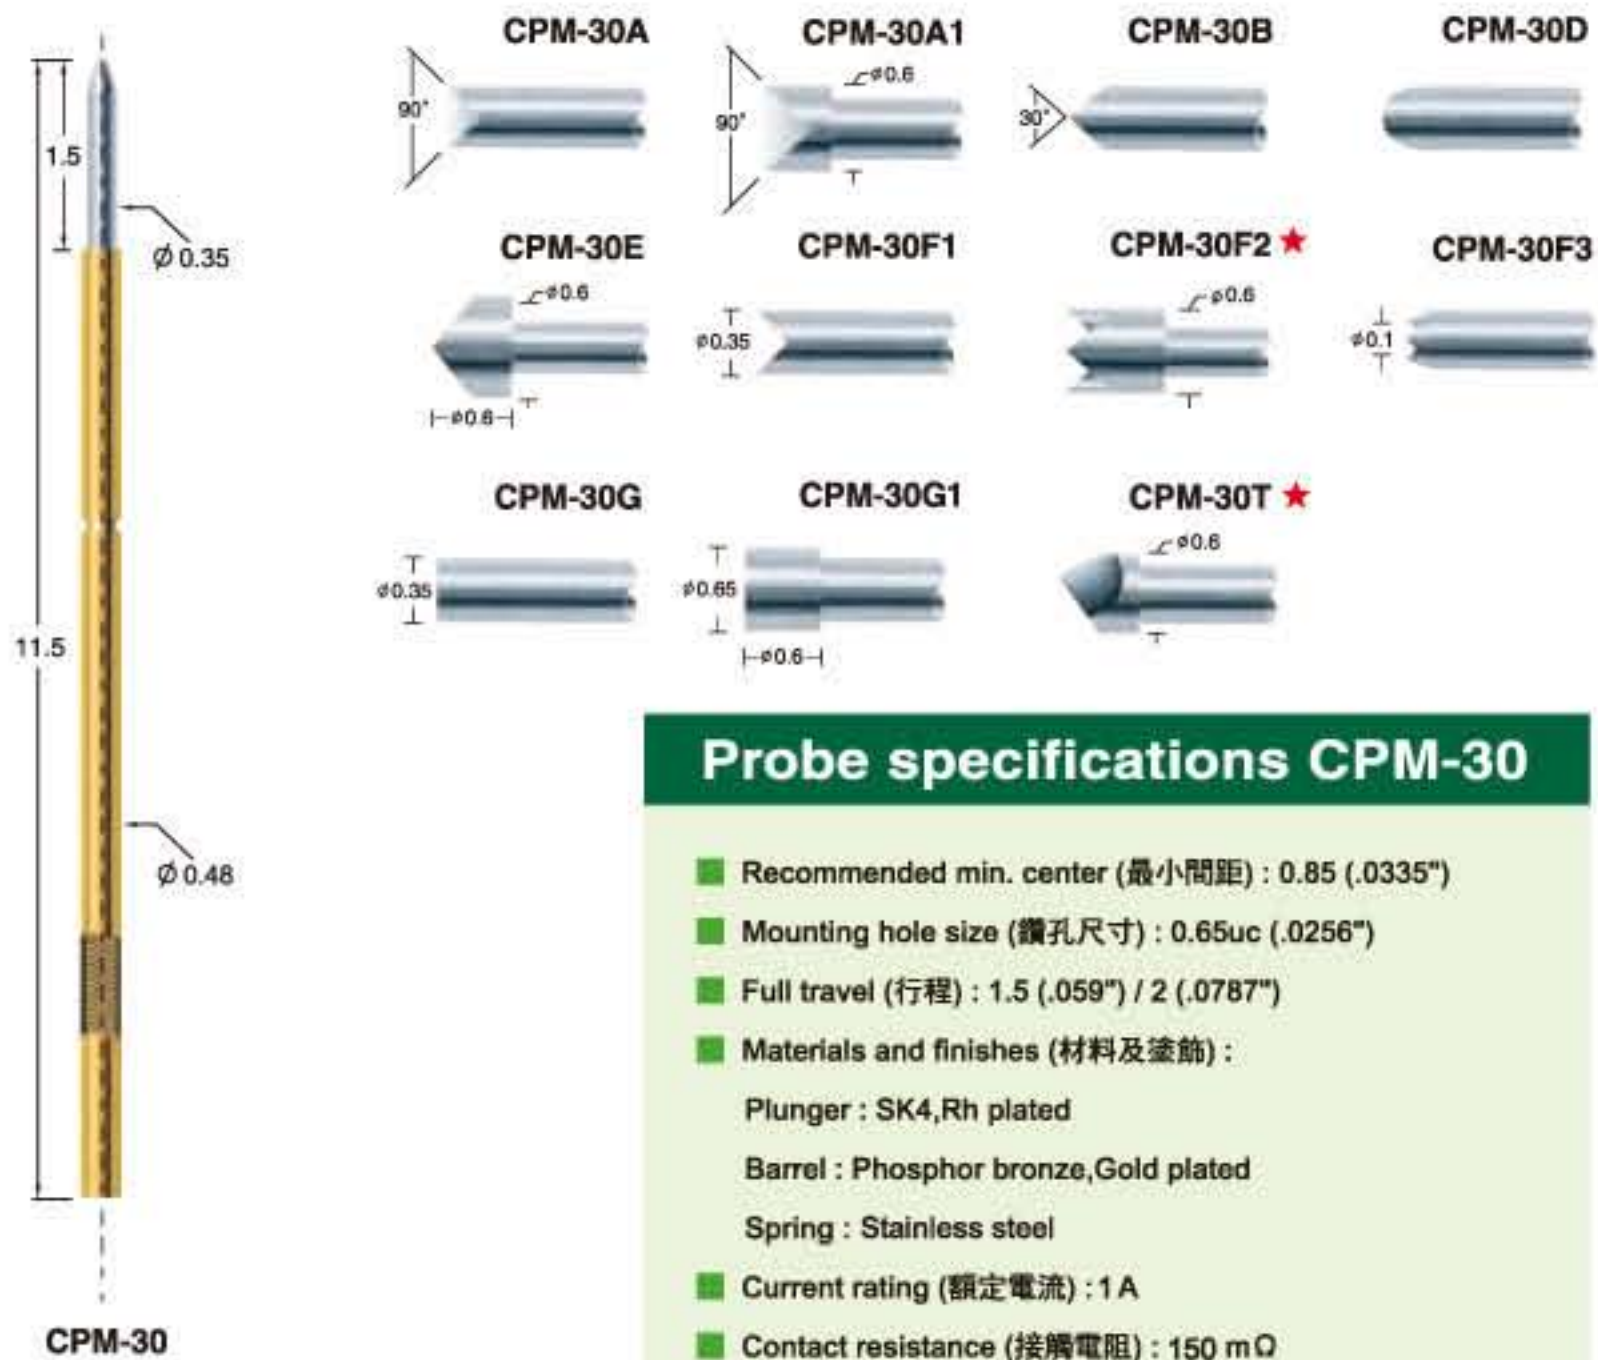 CPM-30A
CPM-30A1
CPM-30B
CPM-30D
90°
90°
ø0.6
30°
1.5
Ø 0.35
CPM-30E
CPM-30F1
CPM-30F2
CPM-30F3
ø0.6
ø0.6
ø0.35
ø0.6
ø0.1
CPM-30G
CPM-30G1
CPM-30T
ø0.35
ø0.65
ø0.6
ø0.6
11.5
Ø 0.48
CPM-30
Probe specifications CPM-30
Recommended min. center (最小間距) : 0.85 (.0335")
Mounting hole size (鑽孔尺寸) : 0.65uc (.0256")
Full travel (行程) : 1.5 (.059") / 2 (.0787")
Materials and finishes (材料及塗飾) :
Plunger : SK4,Rh plated
Barrel : Phosphor bronze,Gold plated
Spring : Stainless steel
Current rating (額定電流) : 1 A
Contact resistance (接觸電阻) : 150 mΩ